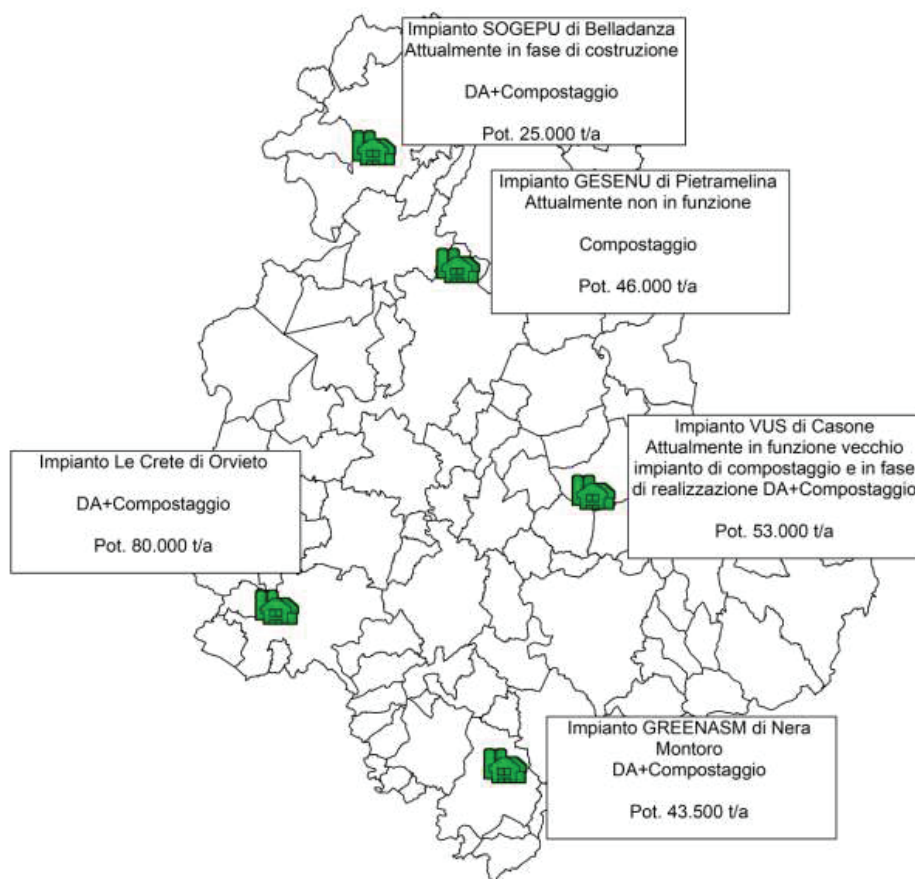 Impianto SOGEPU di Belladanza
Attualmente in fase di costruzione
DA+Compostaggio
Pot. 25.000 t/a
Impianto GESENU di Pietramelina
Attualmente non in funzione
Compostaggio
Pot. 46.000 t/a
Impianto VUS di Casone
Attualmente in funzione vecchio
impianto di compostaggio e in fase
di realizzazione DA+Compostaggio
Pot. 53.000 t/a
Impianto Le Crete di Orvieto
DA+Compostaggio
Pot. 80.000 t/a
Impianto GREENASM di Nera
Montoro
DA+Compostaggio
Pot. 43.500 t/a